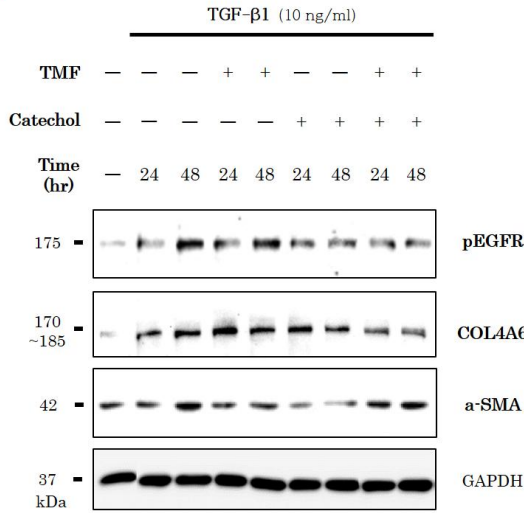 TGF-β1 (10 ng/ml)
TMF — — — + + — — + +
Catechol — — — — — + + + +
Time
(hr) — 24 48 24 48 24 48 24 48
175 pEGFR
170
~185 COL4A6
42 a-SMA
37 GAPDH
kDa